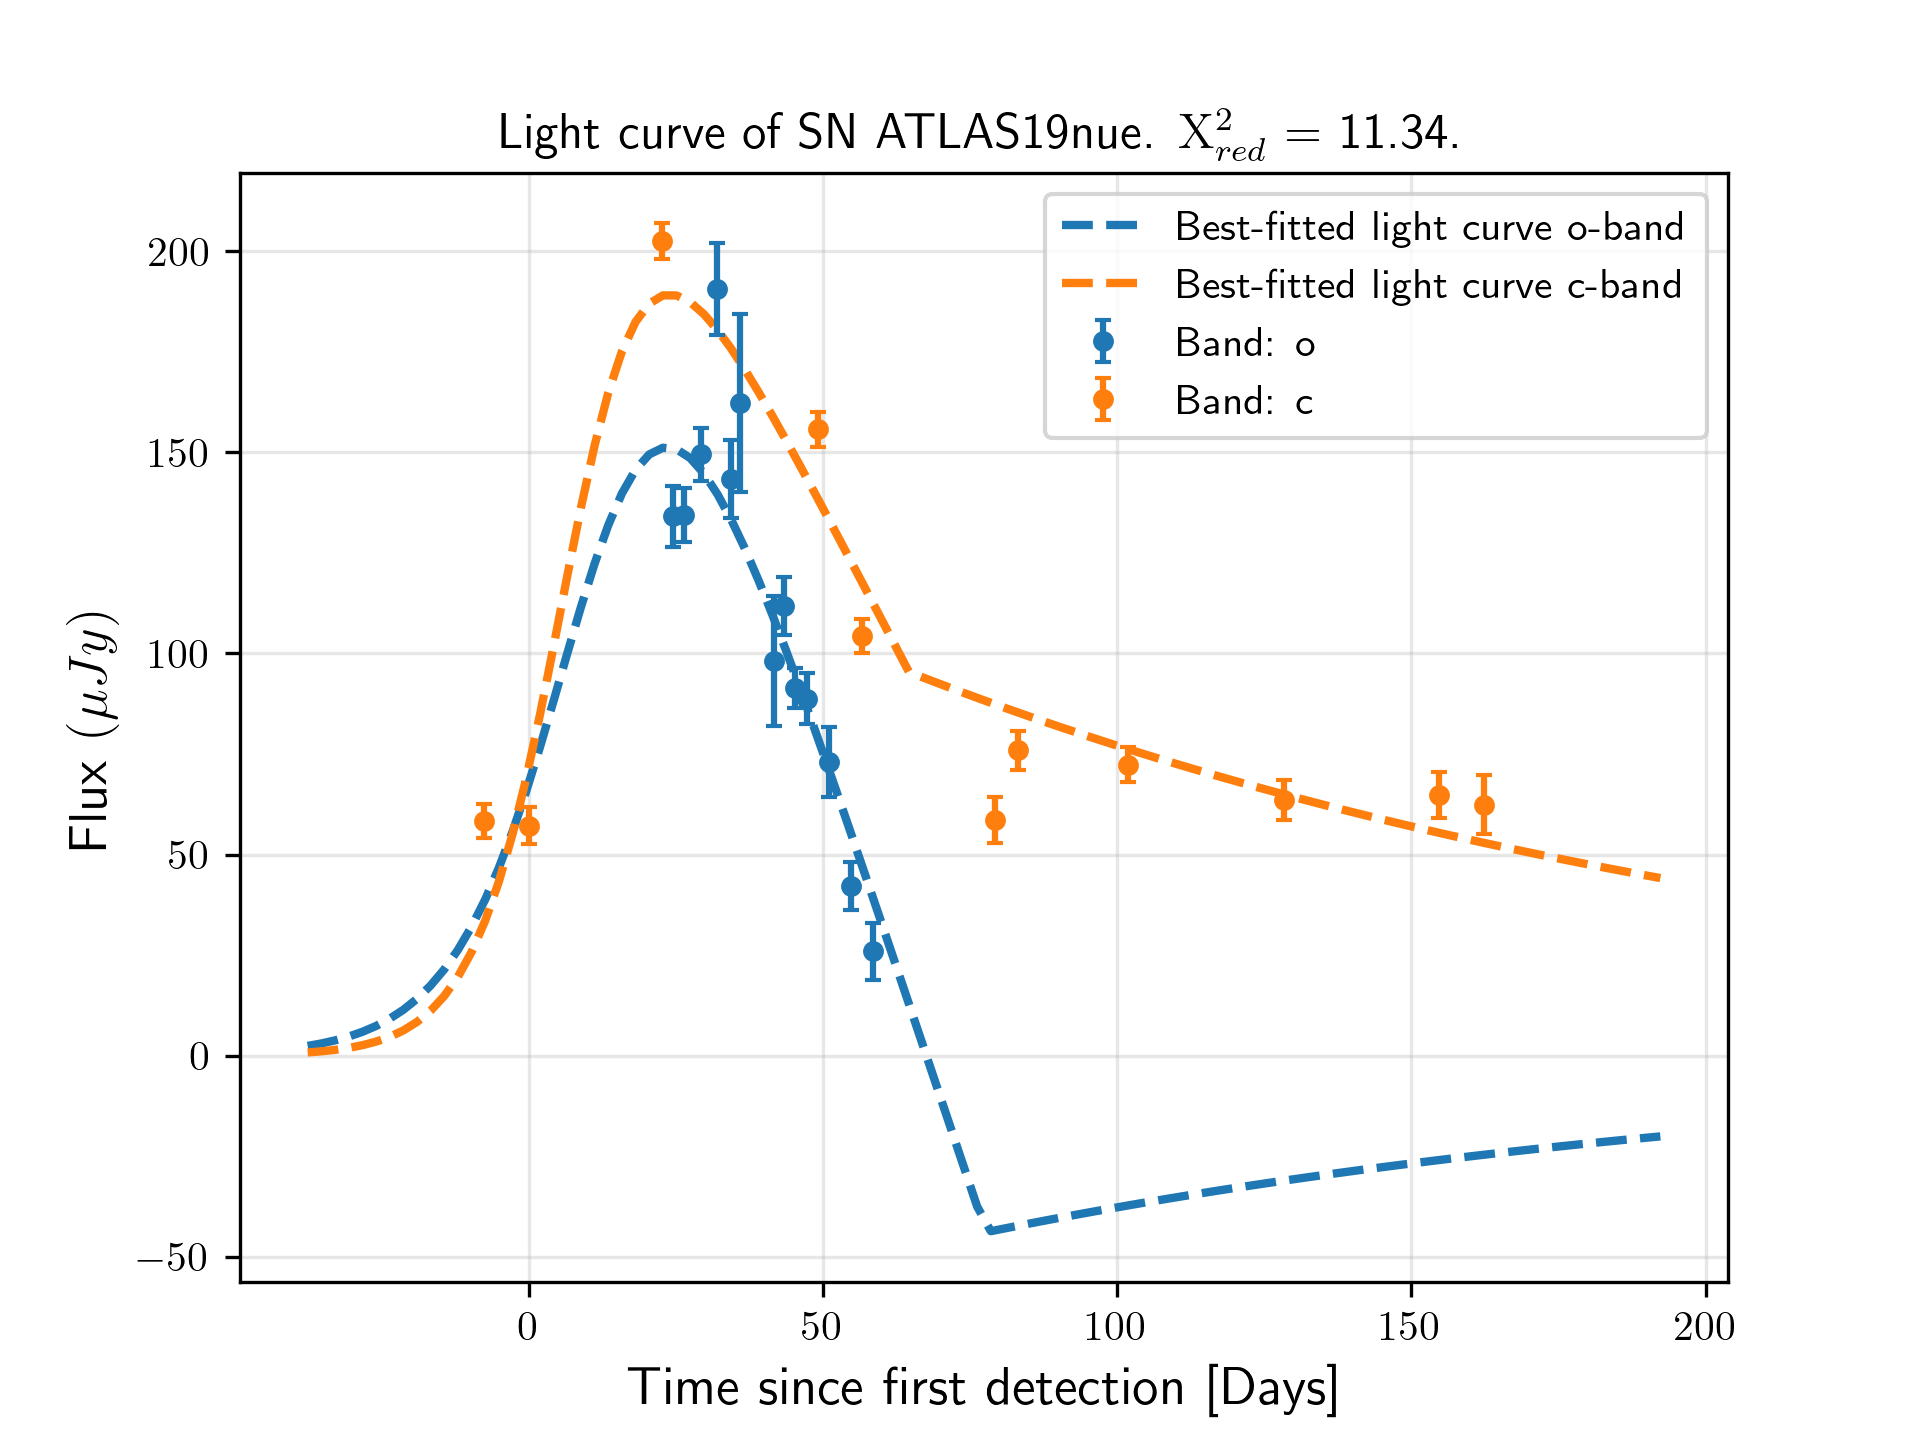 Light curve of SN ATLAS19nue. X²_red = 11.34.
Best-fitted light curve o-band
Best-fitted light curve c-band
Band: o
Band: c
200
150
100
50
0
−50
Flux (μJy)
0 50 100 150 200
Time since first detection [Days]